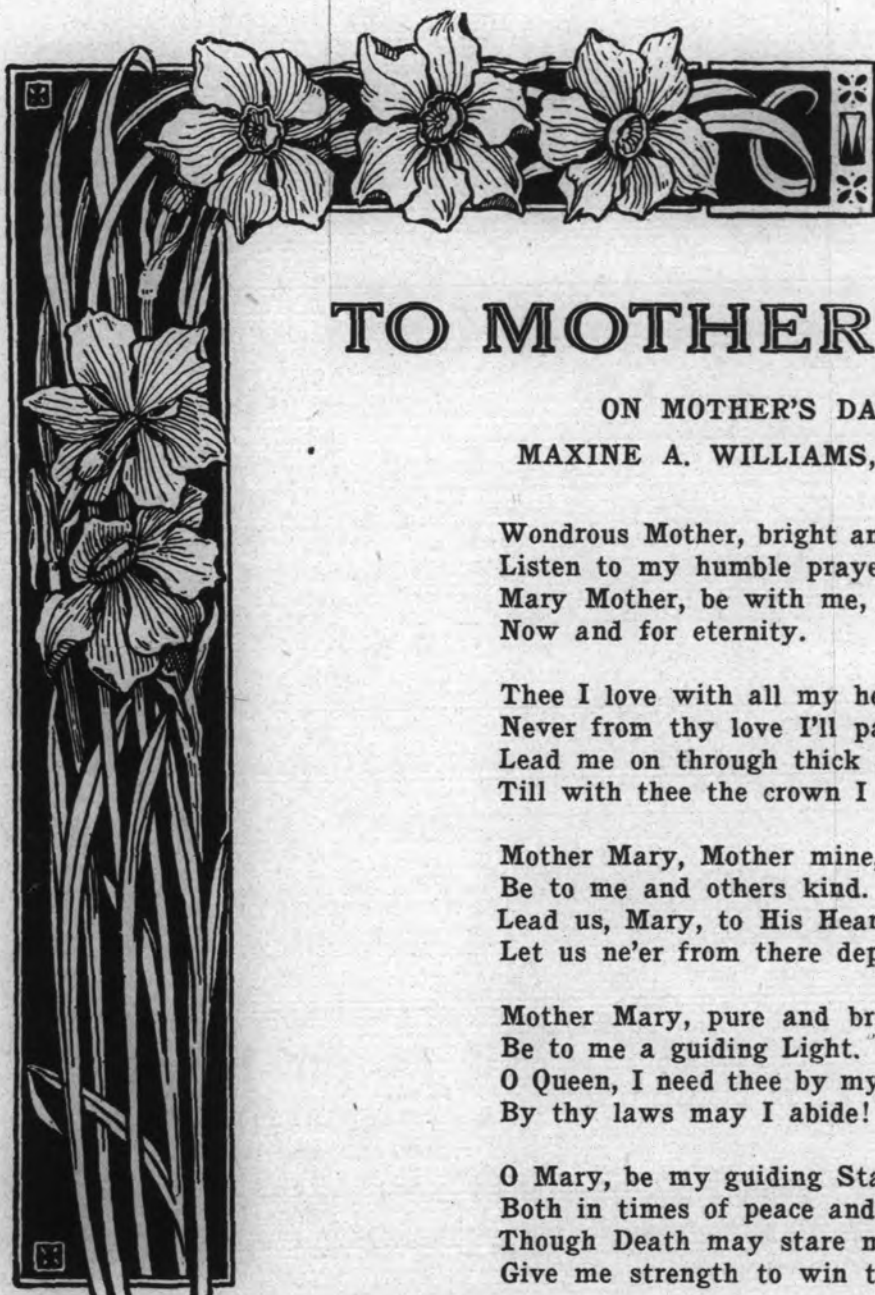 TO MOTHER
ON MOTHER'S DA
MAXINE A. WILLIAMS,
Wondrous Mother, bright an
Listen to my humble praye
Mary Mother, be with me,
Now and for eternity.
Thee I love with all my he
Never from thy love I'll pa
Lead me on through thick
Till with thee the crown I
Mother Mary, Mother mine,
Be to me and others kind.
Lead us, Mary, to His Hear
Let us ne'er from there dep
Mother Mary, pure and br
Be to me a guiding Light.
O Queen, I need thee by my
By thy laws may I abide!
O Mary, be my guiding Sta
Both in times of peace and
Though Death may stare m
Give me strength to win t